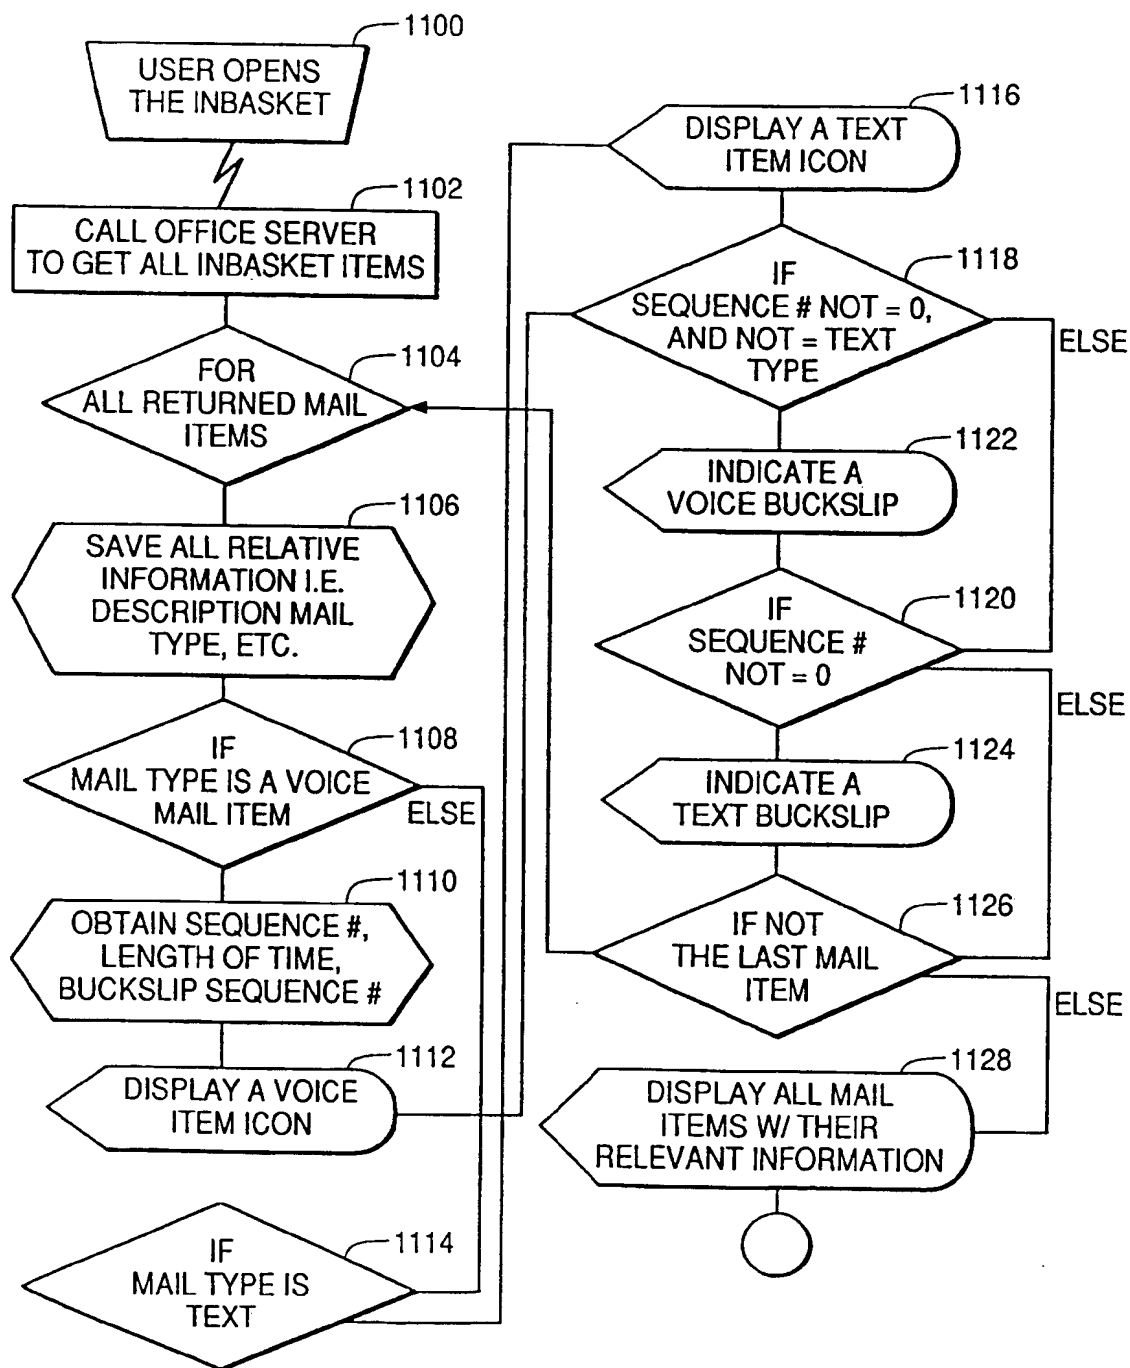 1100
USER OPENS
THE INBASKET
1102
CALL OFFICE SERVER
TO GET ALL INBASKET ITEMS
1104
FOR
ALL RETURNED MAIL
ITEMS
1106
SAVE ALL RELATIVE
INFORMATION I.E.
DESCRIPTION MAIL
TYPE, ETC.
1108
IF
MAIL TYPE IS A VOICE
MAIL ITEM
ELSE
1110
OBTAIN SEQUENCE #,
LENGTH OF TIME,
BUCKSLIP SEQUENCE #
1112
DISPLAY A VOICE
ITEM ICON
1114
IF
MAIL TYPE IS
TEXT
1116
DISPLAY A TEXT
ITEM ICON
1118
IF
SEQUENCE # NOT = 0,
AND NOT = TEXT
TYPE
ELSE
1122
INDICATE A
VOICE BUCKSLIP
1120
IF
SEQUENCE #
NOT = 0
ELSE
1124
INDICATE A
TEXT BUCKSLIP
1126
IF NOT
THE LAST MAIL
ITEM
ELSE
1128
DISPLAY ALL MAIL
ITEMS W/ THEIR
RELEVANT INFORMATION